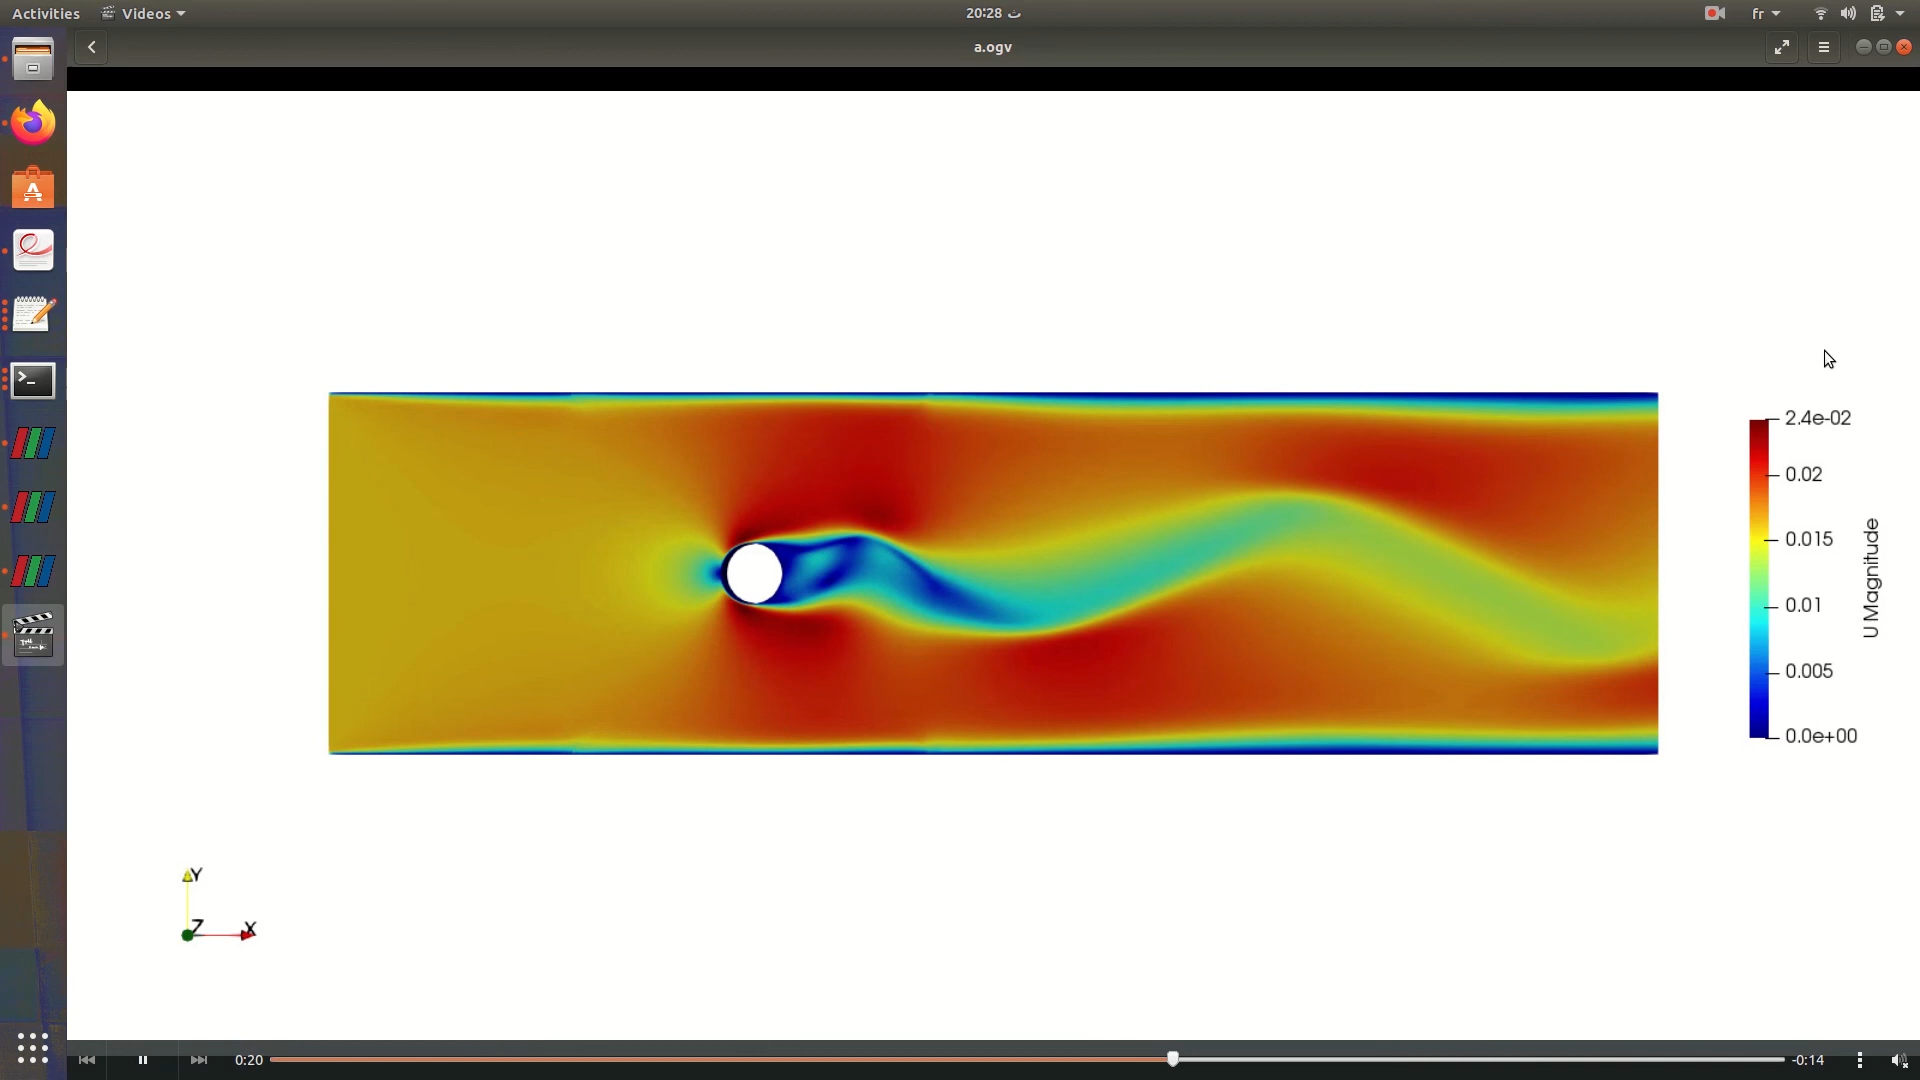 Activities Videos 20:28 ث fr
a.ogv
2.4e-02
0.02
0.015
0.01
0.005
0.0e+00
U Magnitude
Y
Z X
0:20 -0:14